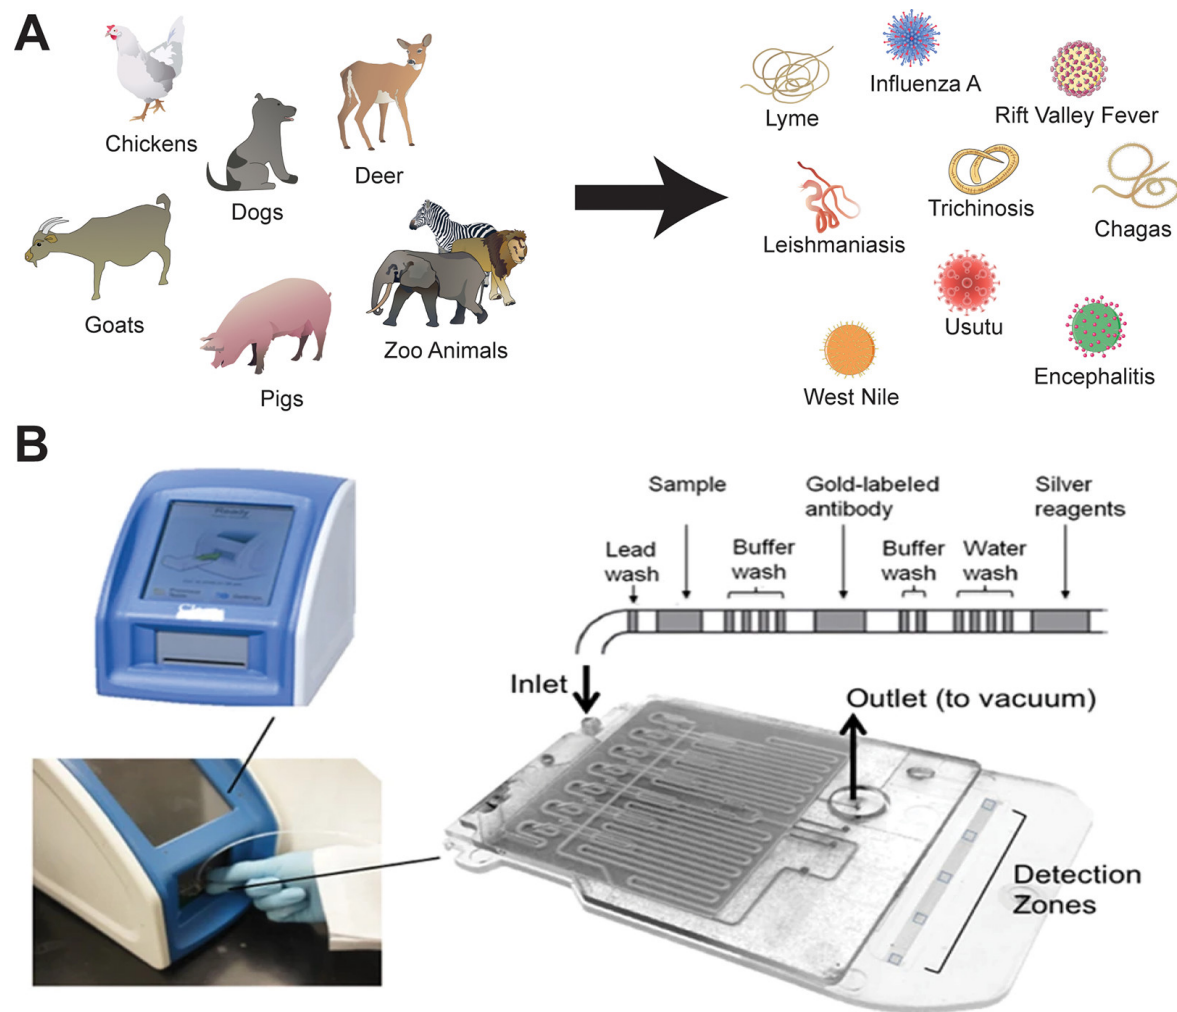 A
Chickens
Dogs
Deer
Goats
Pigs
Zoo Animals
Lyme
Influenza A
Rift Valley Fever
Leishmaniasis
Trichinosis
Chagas
Usutu
West Nile
Encephalitis
B
Ready
Sample
Gold-labeled
antibody
Silver
reagents
Lead
wash
Buffer
wash
Buffer
wash
Water
wash
Inlet
Outlet (to vacuum)
Detection
Zones